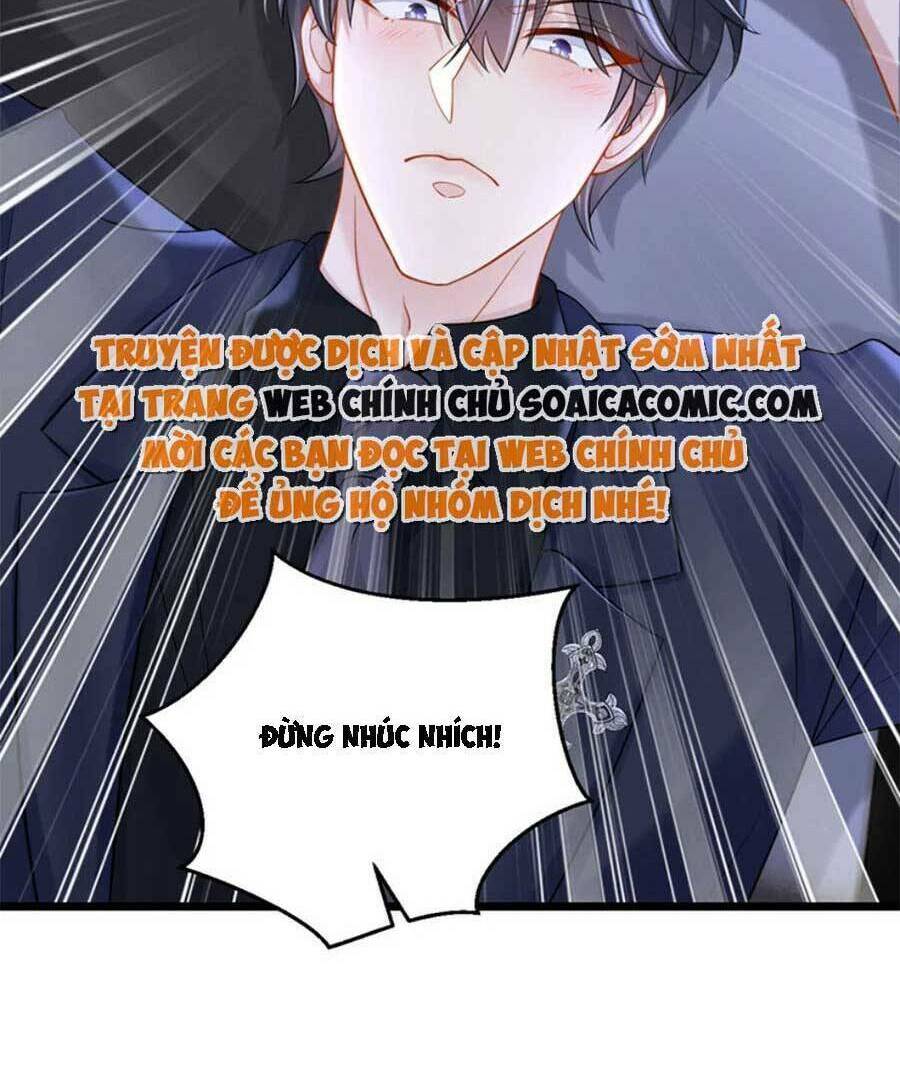 TRUYỆN ĐƯỢC DỊCH VÀ CẬP NHẬT SỚM NHẤT
TẠI TRANG WEB CHÍNH CHỦ SOAICACOMIC.COM
MỜI CÁC BẠN ĐỌC TẠI WEB CHÍNH CHỦ
ĐỂ ỦNG HỘ NHÓM DỊCH NHÉ!
ĐỪNG NHÚC NHÍCH!